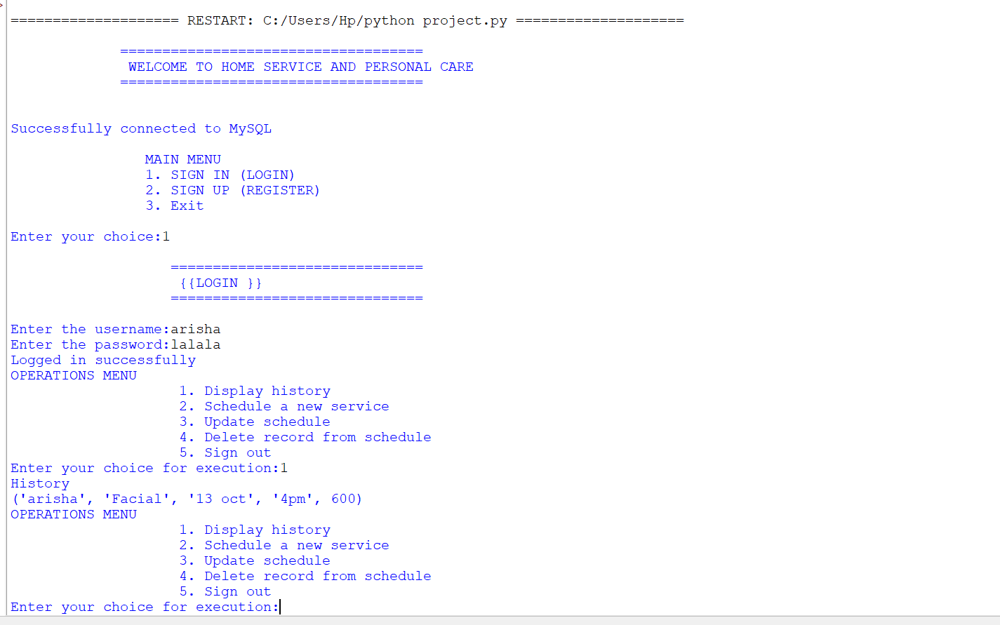 ==================== RESTART: C:/Users/Hp/python project.py ====================
====================================
WELCOME TO HOME SERVICE AND PERSONAL CARE
====================================
Successfully connected to MySQL
MAIN MENU
1. SIGN IN (LOGIN)
2. SIGN UP (REGISTER)
3. Exit
Enter your choice:1
==============================
{{LOGIN }}
==============================
Enter the username:arisha
Enter the password:lalala
Logged in successfully
OPERATIONS MENU
1. Display history
2. Schedule a new service
3. Update schedule
4. Delete record from schedule
5. Sign out
Enter your choice for execution:1
History
('arisha', 'Facial', '13 oct', '4pm', 600)
OPERATIONS MENU
1. Display history
2. Schedule a new service
3. Update schedule
4. Delete record from schedule
5. Sign out
Enter your choice for execution: